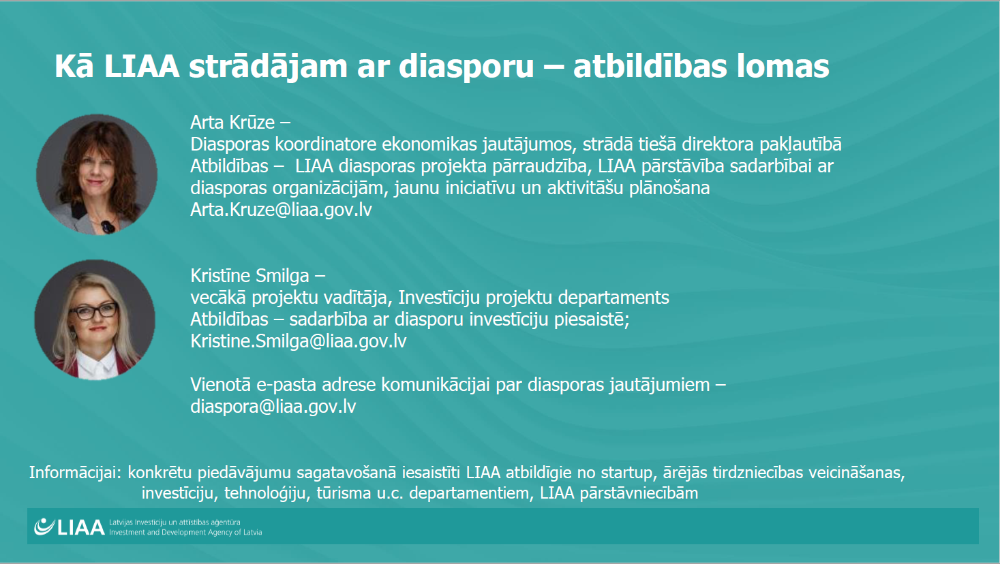 Kā LIAA strādājam ar diasporu – atbildības lomas
Arta Krūze –
Diasporas koordinatore ekonomikas jautājumos, strādā tiešā direktora pakļautībā
Atbildības – LIAA diasporas projekta pārraudzība, LIAA pārstāvība sadarbībai ar
diasporas organizācijām, jaunu iniciatīvu un aktivitāšu plānošana
Arta.Kruze@liaa.gov.lv
Kristīne Smilga –
vecākā projektu vadītāja, Investīciju projektu departaments
Atbildības – sadarbība ar diasporu investīciju piesaistē;
Kristine.Smilga@liaa.gov.lv
Vienotā e-pasta adrese komunikācijai par diasporas jautājumiem –
diaspora@liaa.gov.lv
Informācijai: konkrētu piedāvājumu sagatavošanā iesaistīti LIAA atbildīgie no startup, ārējās tirdzniecības veicināšanas,
investīciju, tehnoloģiju, tūrisma u.c. departamentiem, LIAA pārstāvniecībām
LIAA
Latvijas Investīciju un attīstības aģentūra
Investment and Development Agency of Latvia